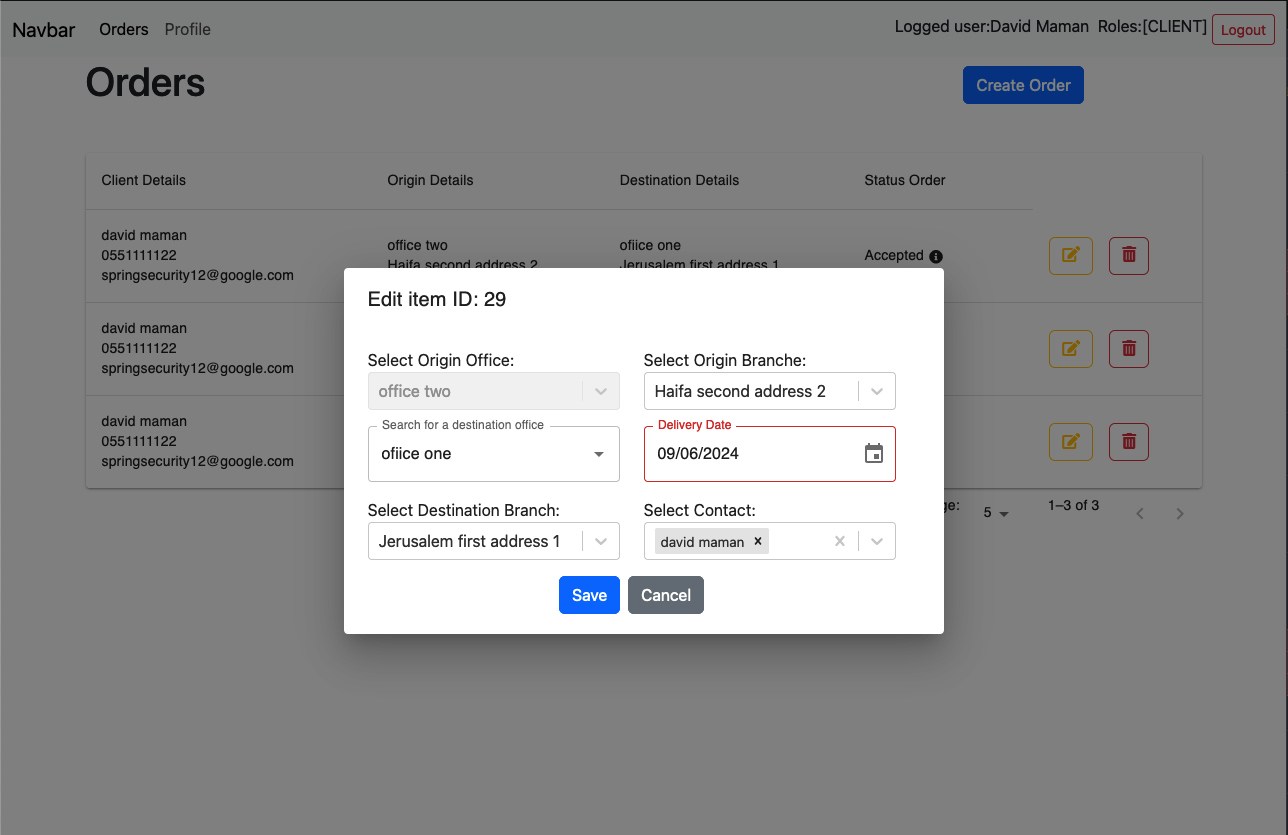 Navbar Orders Profile Logged user:David Maman Roles:[CLIENT] Logout
Orders Create Order
Client Details Origin Details Destination Details Status Order
david maman
0551111122
springsecurity12@google.com
office two
Haifa second address 2
ofiice one
Jerusalem first address 1
Accepted
david maman
0551111122
springsecurity12@google.com
david maman
0551111122
springsecurity12@google.com
5 1–3 of 3
Edit item ID: 29
Select Origin Office:
office two
Select Origin Branche:
Haifa second address 2
Search for a destination office
ofiice one
Delivery Date
09/06/2024
Select Destination Branch:
Jerusalem first address 1
Select Contact:
david maman
Save Cancel